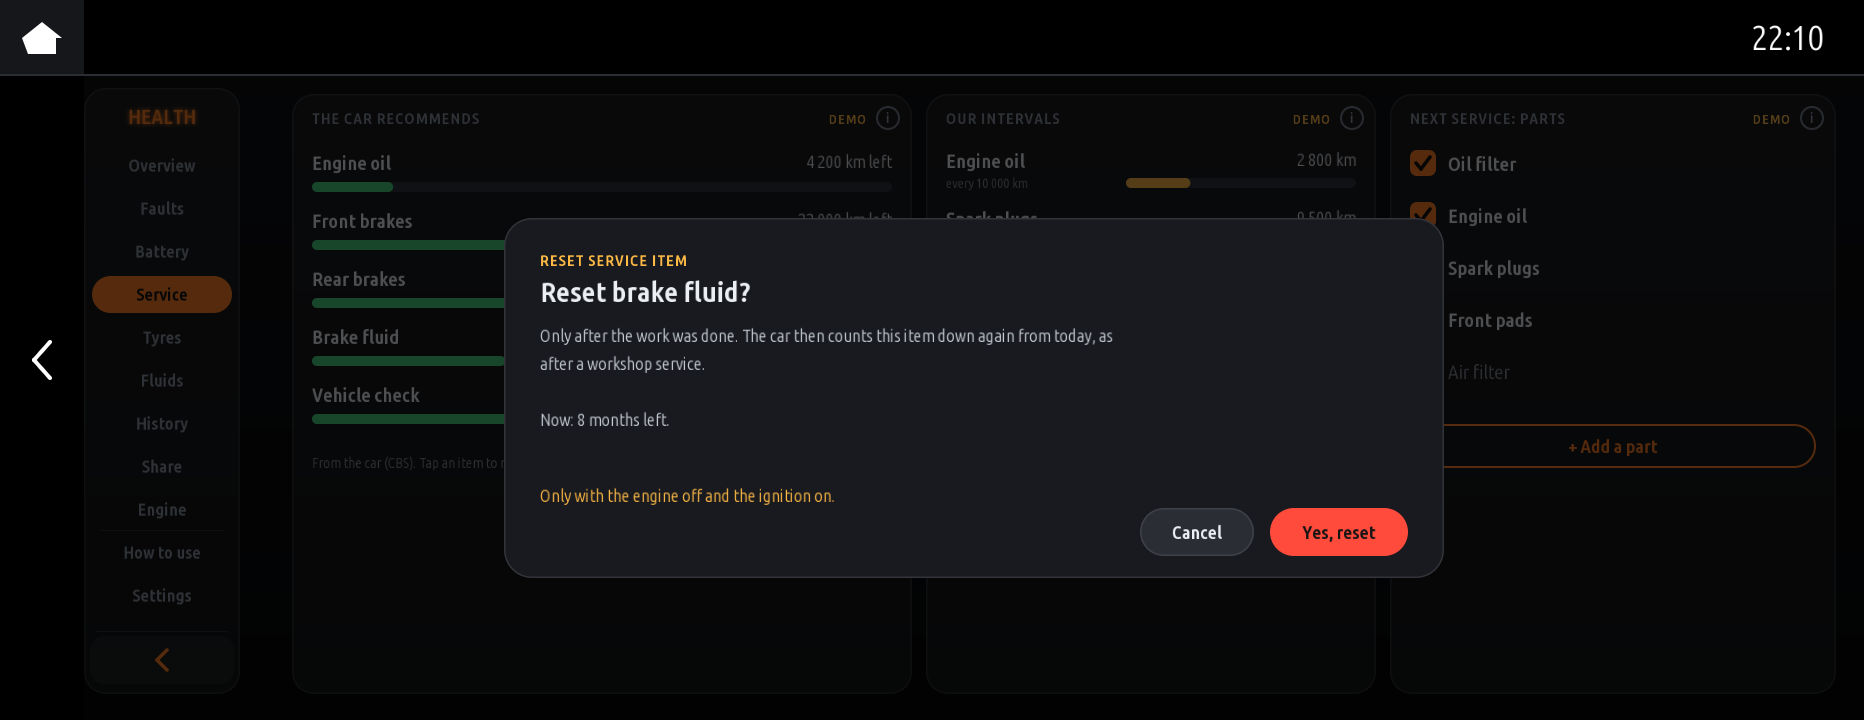 22:10
HEALTH
Overview
Faults
Battery
Service
Tyres
Fluids
History
Share
Engine
How to use
Settings
THE CAR RECOMMENDS
DEMO
i
Engine oil
4 200 km left
Front brakes
Rear brakes
Brake fluid
Vehicle check
From the car (CBS). Tap an item to
OUR INTERVALS
DEMO
i
Engine oil
2 800 km
every 10 000 km
Spark plugs
9 500 km
NEXT SERVICE: PARTS
DEMO
i
Oil filter
Engine oil
Spark plugs
Front pads
Air filter
+ Add a part
RESET SERVICE ITEM
Reset brake fluid?
Only after the work was done. The car then counts this item down again from today, as
after a workshop service.
Now: 8 months left.
Only with the engine off and the ignition on.
Cancel
Yes, reset